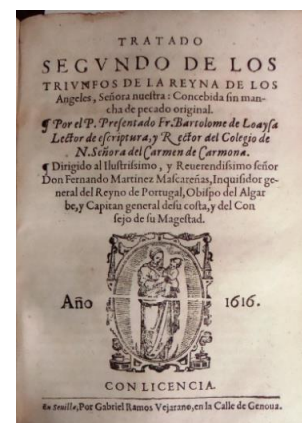 TRATADO
SEGVNDO DE LOS
TRIVNFOS DE LA REYNA DE LOS
Angeles, Señora nuestra: Concebida sin man-
cha de pecado original.
¶ Por el P. Presentado Fr. Bartolome de Loaysa
Lector de escriptura, y Rector del Colegio de
N. Señora del Carmen de Carmona.
¶ Dirigido al Ilustrissimo, y Reuerendissimo señor
Don Fernando Martinez Mascareñas, Inquisidor ge-
neral del Reyno de Portugal, Obispo del Algar
be, y Capitan general desu costa, y del Con
sejo de su Magestad.
Año 1616.
CON LICENCIA.
En Seuilla, Por Gabriel Ramos Vejarano, en la Calle de Genoua.